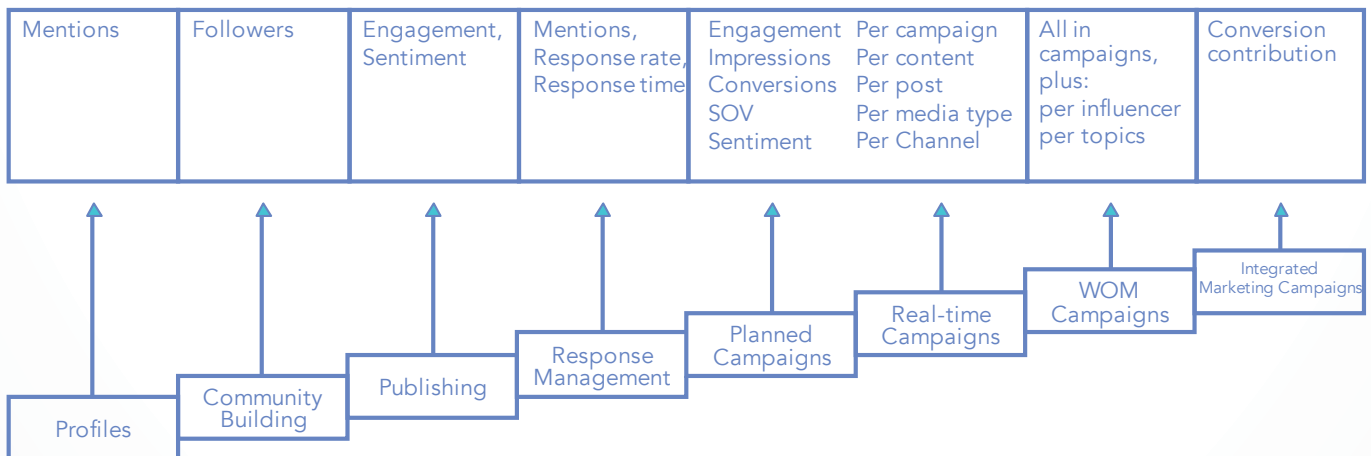 Mentions
Followers
Engagement,
Sentiment
Mentions,
Response rate,
Response time
Engagement
Impressions
Conversions
SOV
Sentiment
Per campaign
Per content
Per post
Per media type
Per Channel
All in
campaigns,
plus:
per influencer
per topics
Conversion
contribution
Profiles
Community
Building
Publishing
Response
Management
Planned
Campaigns
Real-time
Campaigns
WOM
Campaigns
Integrated
Marketing Campaigns